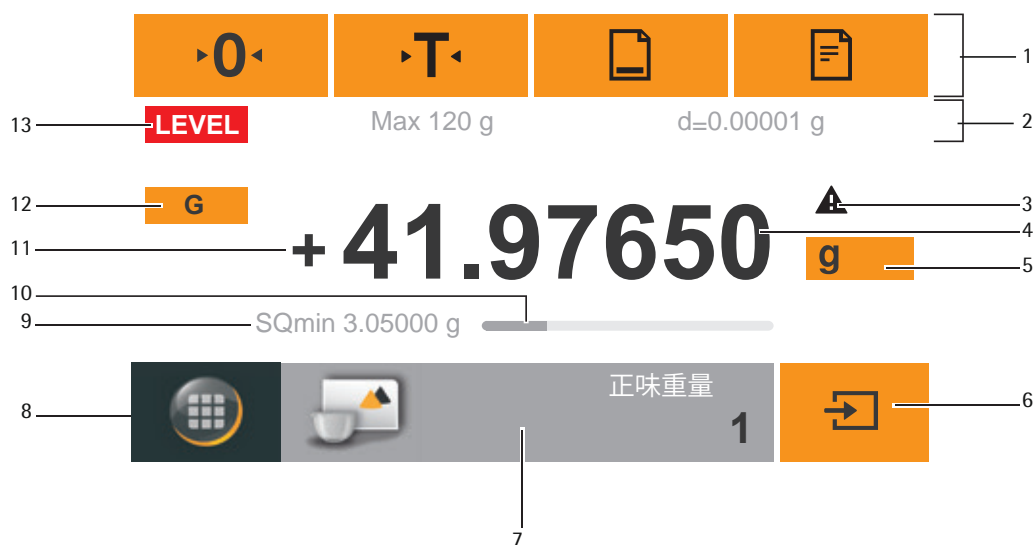 0 T
1
LEVEL Max 120 g d=0.00001 g
13 2
G
12 3
+ 41.97650
11 4
g
5
10
SQmin 3.05000 g
9
正味重量
1
8 6
7